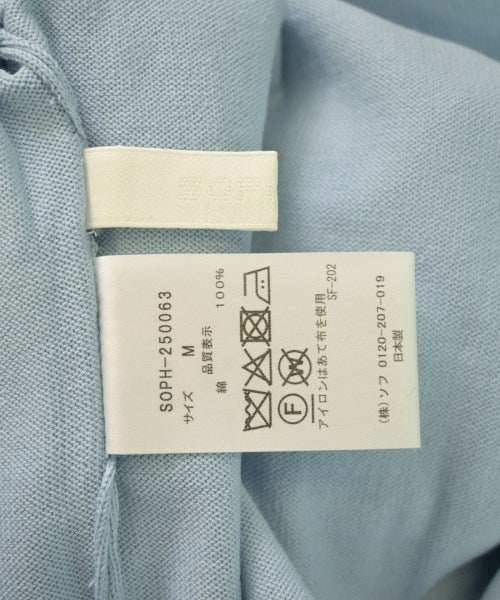 SOPH-250063
サイズ M
品質表示
綿 100%
F W
アイロンはあて布を使用
SF-202
(株)ソフ 0120-207-019
日本製